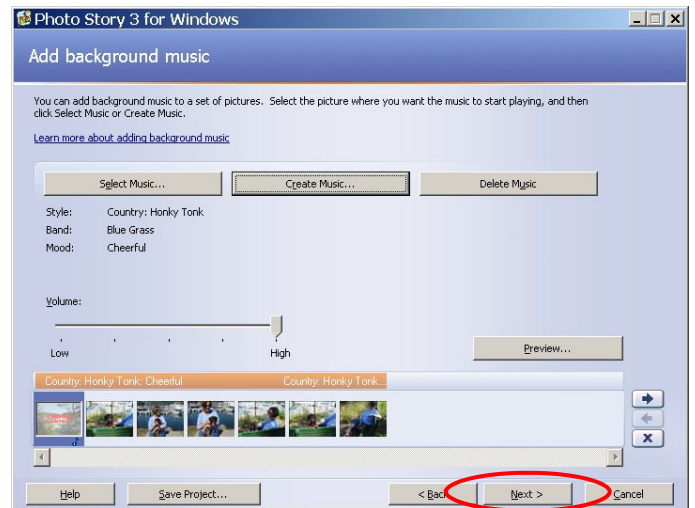 Photo Story 3 for Windows
Add background music
You can add background music to a set of pictures. Select the picture where you want the music to start playing, and then
click Select Music or Create Music.
Learn more about adding background music
Select Music... Create Music... Delete Music
Style: Country: Honky Tonk
Band: Blue Grass
Mood: Cheerful
Volume:
Low High
Preview...
Country: Honky Tonk: Cheerful Country: Honky Tonk...
Help Save Project... < Back Next > Cancel